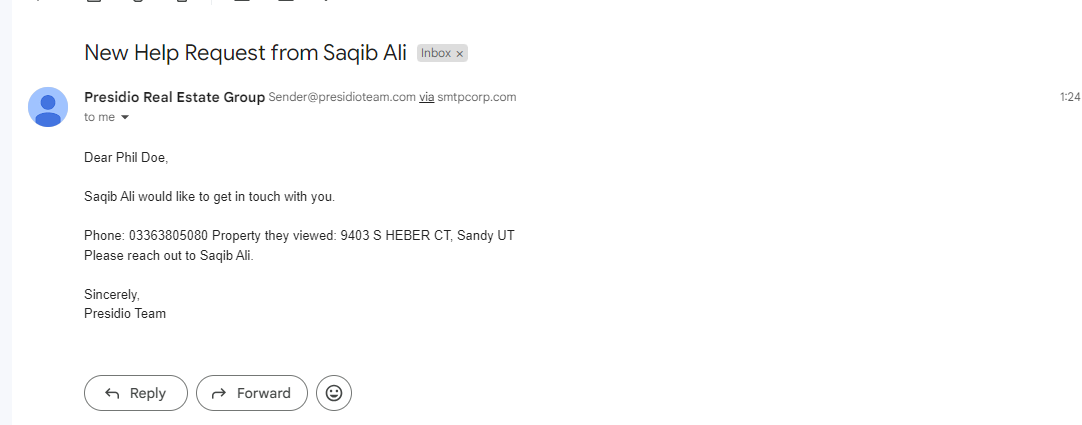 New Help Request from Saqib Ali Inbox ×
Presidio Real Estate Group Sender@presidioteam.com via smtpcorp.com 1:24
to me
Dear Phil Doe,
Saqib Ali would like to get in touch with you.
Phone: 03363805080 Property they viewed: 9403 S HEBER CT, Sandy UT
Please reach out to Saqib Ali.
Sincerely,
Presidio Team
Reply Forward